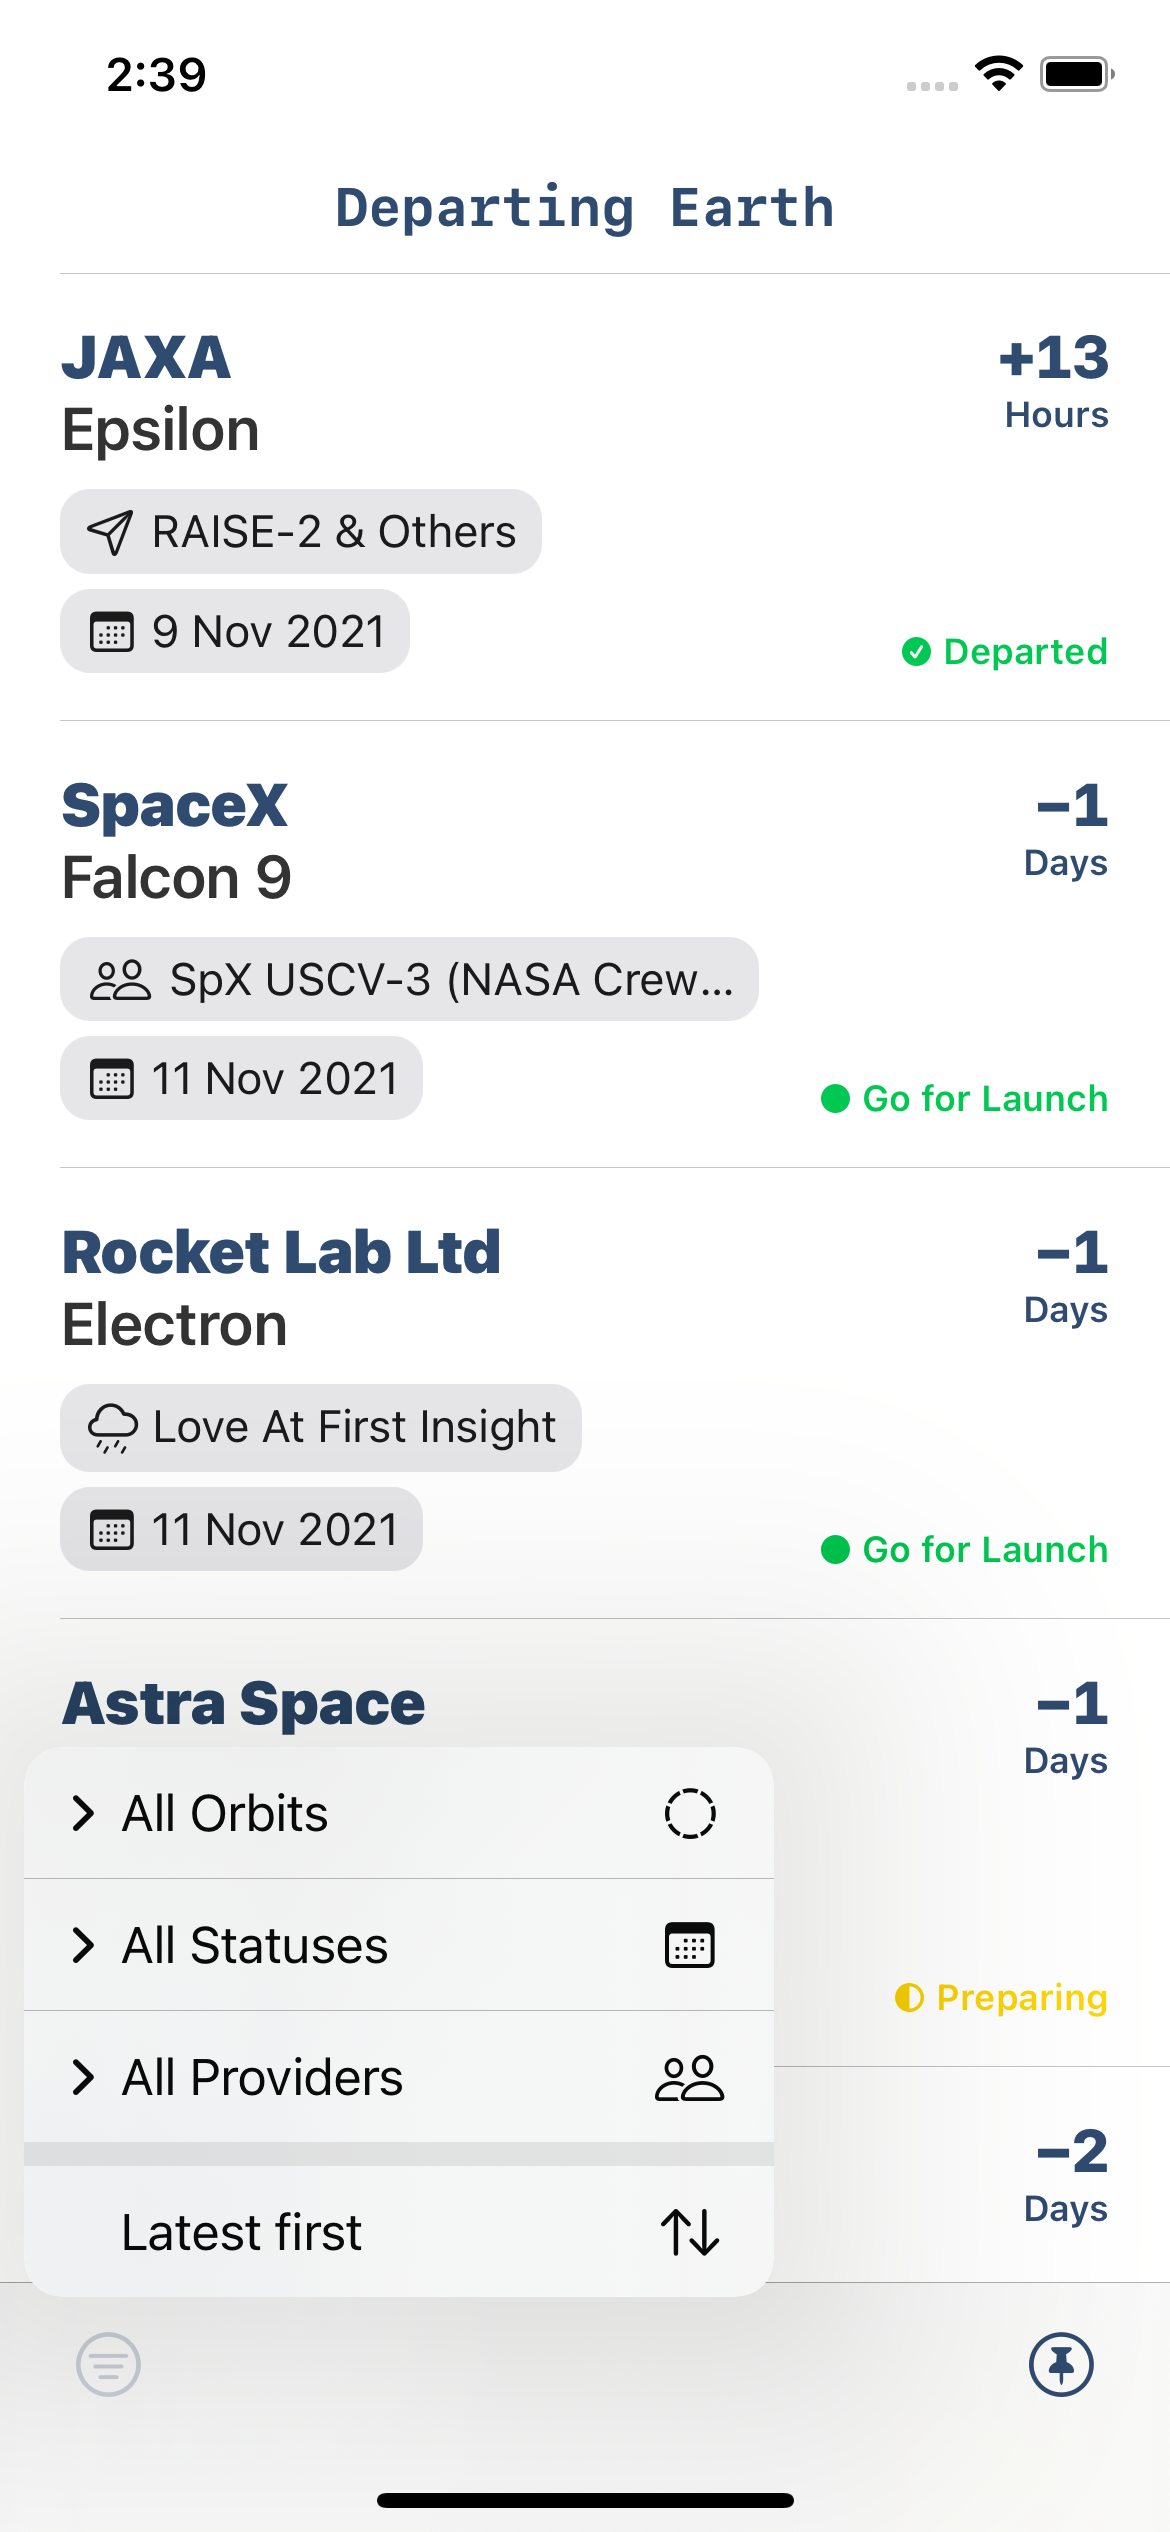 2:39
Departing Earth
JAXA
+13
Epsilon
Hours
RAISE-2 & Others
9 Nov 2021
Departed
SpaceX
−1
Falcon 9
Days
SpX USCV-3 (NASA Crew...
11 Nov 2021
Go for Launch
Rocket Lab Ltd
−1
Electron
Days
Love At First Insight
11 Nov 2021
Go for Launch
Astra Space
−1
Days
All Orbits
All Statuses
Preparing
All Providers
−2
Days
Latest first